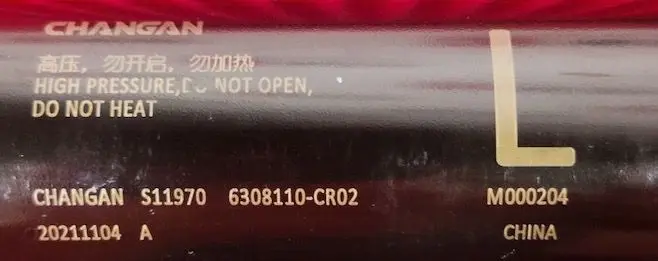 CHANGAN
高压，勿开启，勿加热
HIGH PRESSURE,DO NOT OPEN,
DO NOT HEAT
L
CHANGAN S11970 6308110-CR02 M000204
20211104 A CHINA